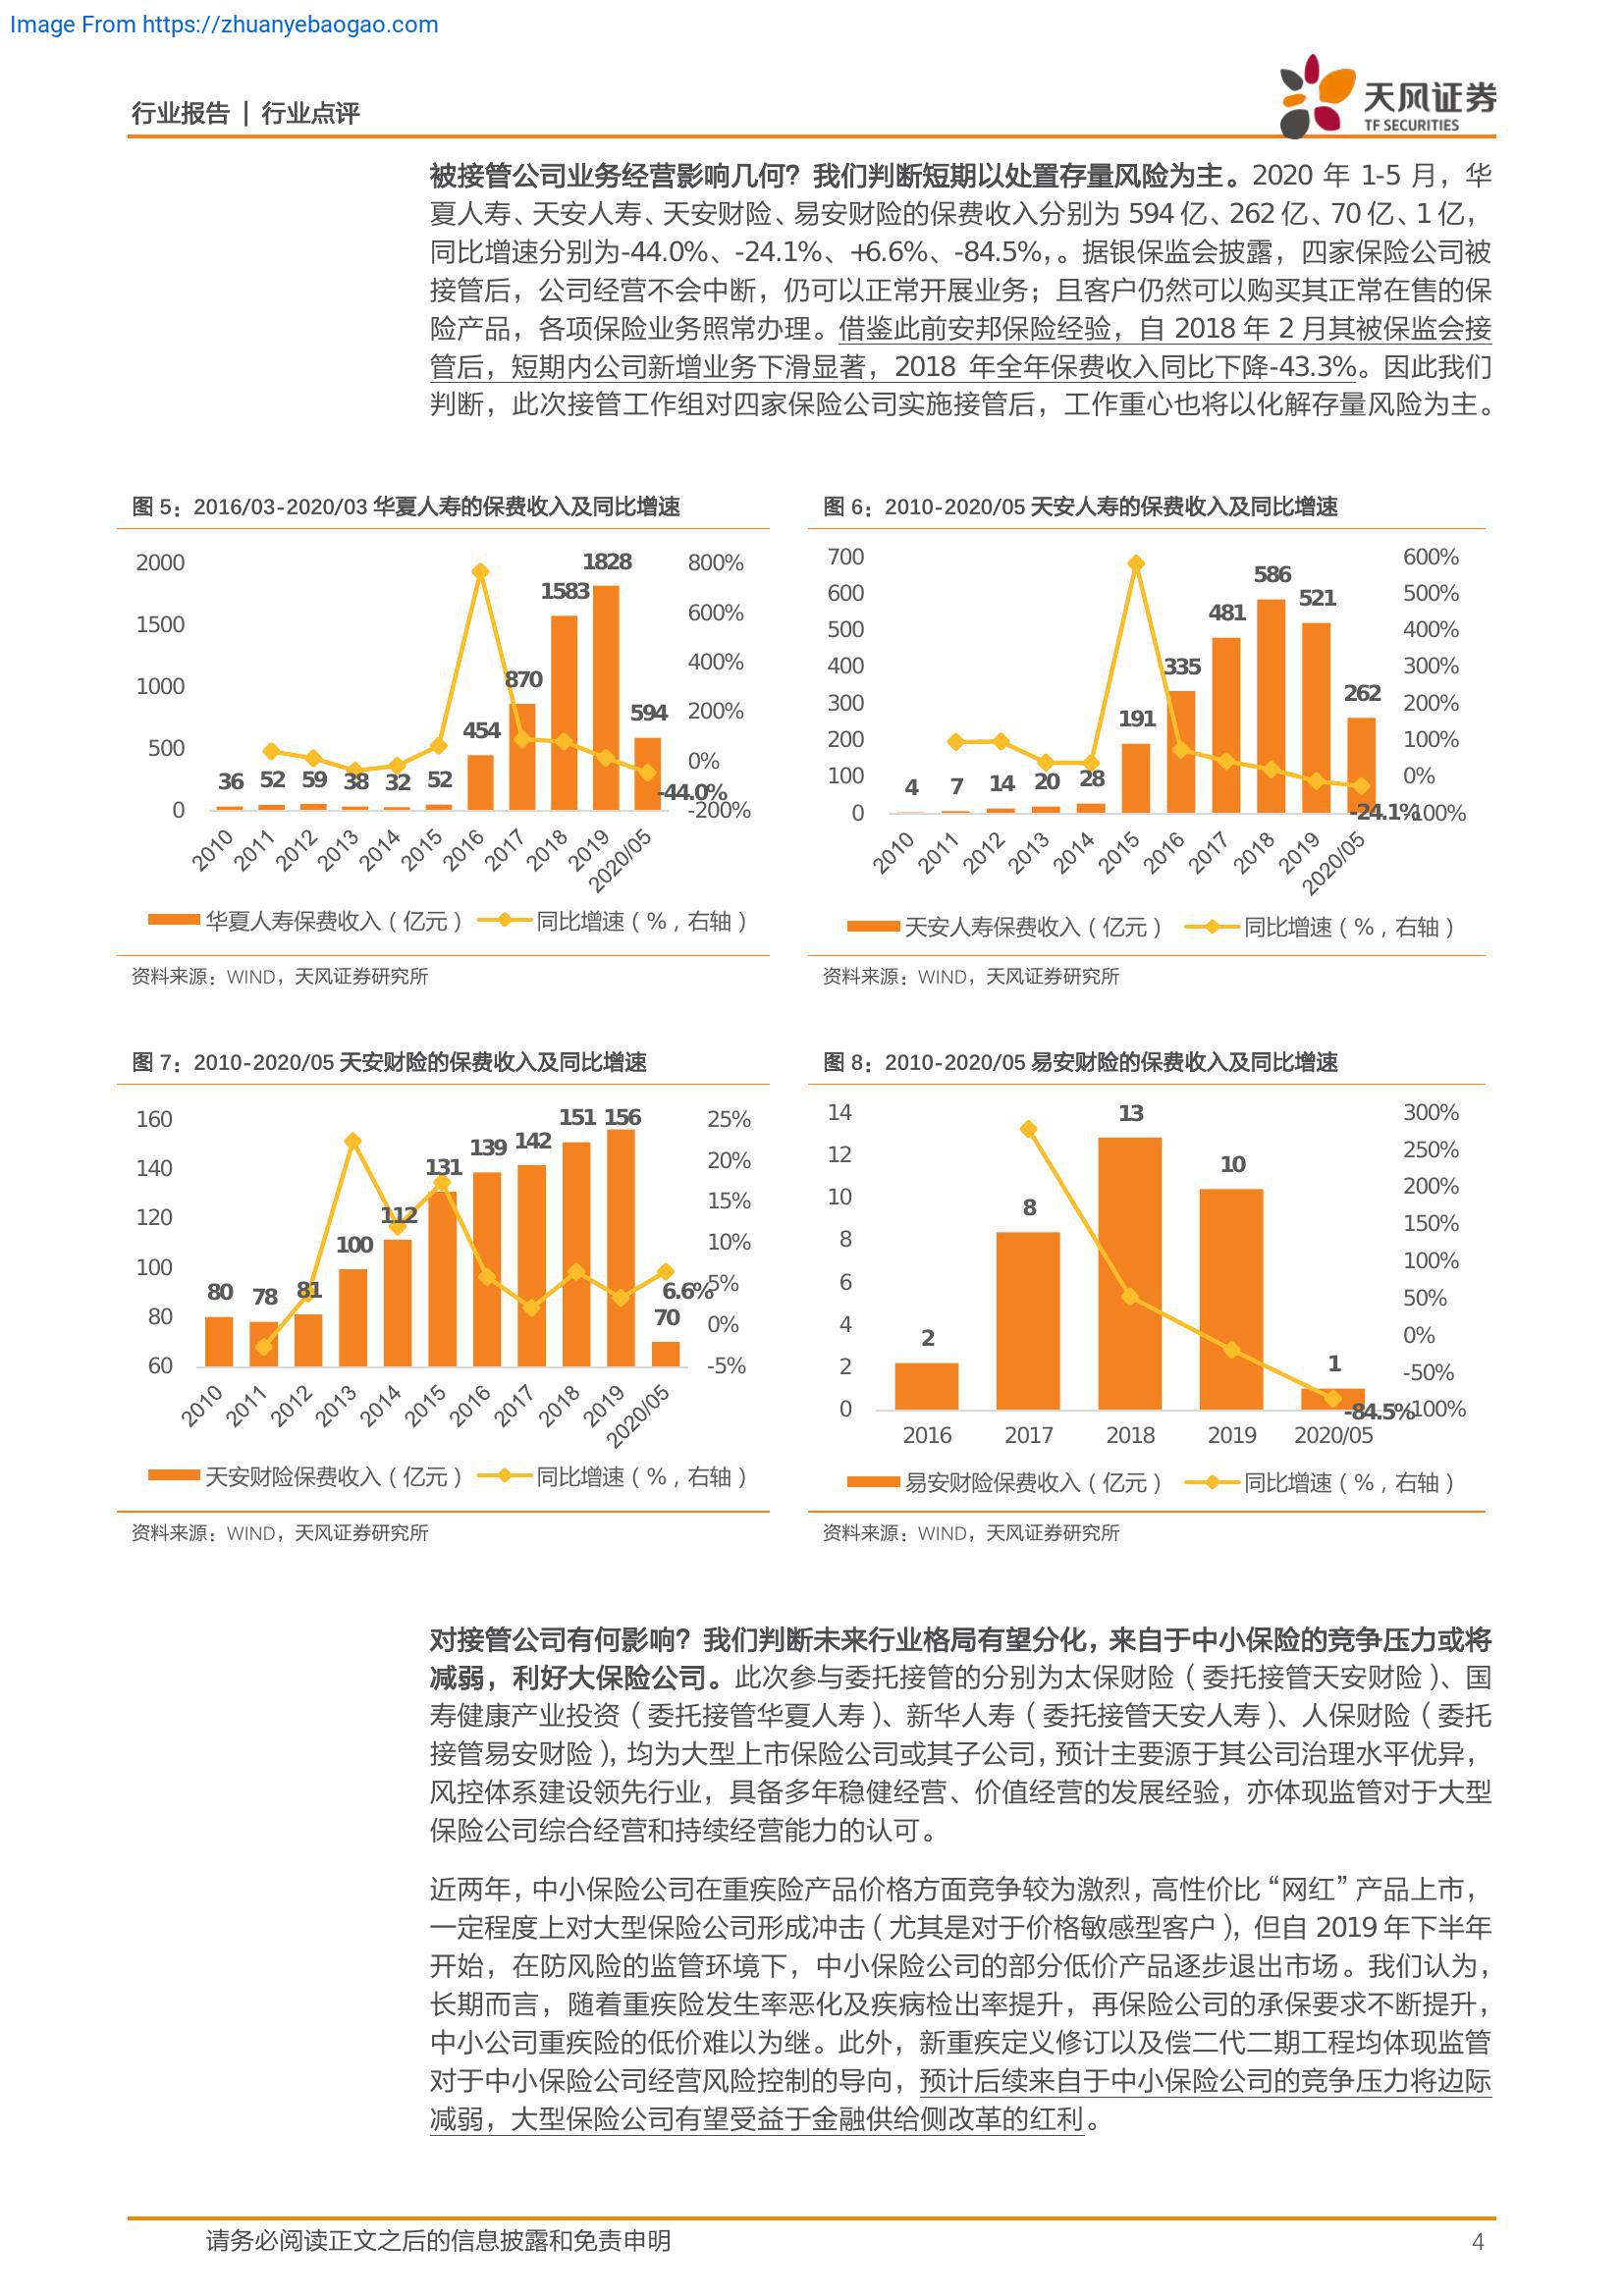 Image From https://zhuanyebaogao.com
行业报告 | 行业点评
天风证券
TF SECURITIES
被接管公司业务经营影响几何？我们判断短期以处置存量风险为主。2020 年 1-5 月，华
夏人寿、天安人寿、天安财险、易安财险的保费收入分别为 594 亿、262 亿、70 亿、1 亿，
同比增速分别为-44.0%、-24.1%、+6.6%、-84.5%，。据银保监会披露，四家保险公司被
接管后，公司经营不会中断，仍可以正常开展业务；且客户仍然可以购买其正常在售的保
险产品，各项保险业务照常办理。借鉴此前安邦保险经验，自 2018 年 2 月其被保监会接
管后，短期内公司新增业务下滑显著，2018 年全年保费收入同比下降-43.3%。因此我们
判断，此次接管工作组对四家保险公司实施接管后，工作重心也将以化解存量风险为主。
图 5：2016/03-2020/03 华夏人寿的保费收入及同比增速
2000
1500
1000
500
0
800%
600%
400%
200%
0%
-200%
36 52 59 38 32 52 454 870 1583 1828 594
-44.0%
2010 2011 2012 2013 2014 2015 2016 2017 2018 2019 2020/05
华夏人寿保费收入（亿元） 同比增速（%，右轴）
资料来源：WIND，天风证券研究所
图 6：2010-2020/05 天安人寿的保费收入及同比增速
700
600
500
400
300
200
100
0
600%
500%
400%
300%
200%
100%
0%
-100%
4 7 14 20 28 191 335 481 586 521 262
-24.1%
2010 2011 2012 2013 2014 2015 2016 2017 2018 2019 2020/05
天安人寿保费收入（亿元） 同比增速（%，右轴）
资料来源：WIND，天风证券研究所
图 7：2010-2020/05 天安财险的保费收入及同比增速
160
140
120
100
80
60
25%
20%
15%
10%
5%
0%
-5%
80 78 81 100 112 131 139 142 151 156 70
6.6%
2010 2011 2012 2013 2014 2015 2016 2017 2018 2019 2020/05
天安财险保费收入（亿元） 同比增速（%，右轴）
资料来源：WIND，天风证券研究所
图 8：2010-2020/05 易安财险的保费收入及同比增速
14
12
10
8
6
4
2
0
300%
250%
200%
150%
100%
50%
0%
-50%
-100%
2 8 13 10 1
-84.5%
2016 2017 2018 2019 2020/05
易安财险保费收入（亿元） 同比增速（%，右轴）
资料来源：WIND，天风证券研究所
对接管公司有何影响？我们判断未来行业格局有望分化，来自于中小保险的竞争压力或将
减弱，利好大保险公司。此次参与委托接管的分别为太保财险（委托接管天安财险）、国
寿健康产业投资（委托接管华夏人寿）、新华人寿（委托接管天安人寿）、人保财险（委托
接管易安财险），均为大型上市保险公司或其子公司，预计主要源于其公司治理水平优异，
风控体系建设领先行业，具备多年稳健经营、价值经营的发展经验，亦体现监管对于大型
保险公司综合经营和持续经营能力的认可。
近两年，中小保险公司在重疾险产品价格方面竞争较为激烈，高性价比“网红”产品上市，
一定程度上对大型保险公司形成冲击（尤其是对于价格敏感型客户），但自 2019 年下半年
开始，在防风险的监管环境下，中小保险公司的部分低价产品逐步退出市场。我们认为，
长期而言，随着重疾险发生率恶化及疾病检出率提升，再保险公司的承保要求不断提升，
中小公司重疾险的低价难以为继。此外，新重疾定义修订以及偿二代二期工程均体现监管
对于中小保险公司经营风险控制的导向，预计后续来自于中小保险公司的竞争压力将边际
减弱，大型保险公司有望受益于金融供给侧改革的红利。
请务必阅读正文之后的信息披露和免责申明
4